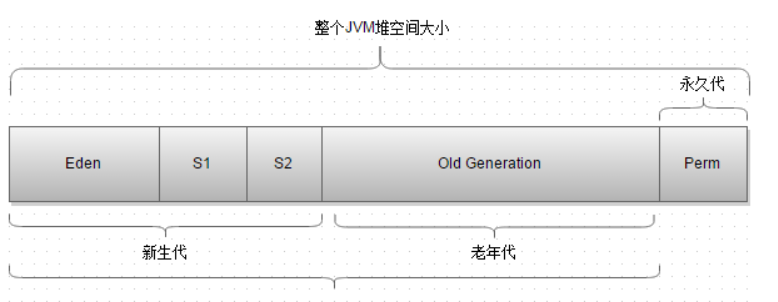 整个JVM堆空间大小
永久代
Eden
S1
S2
Old Generation
Perm
新生代
老年代